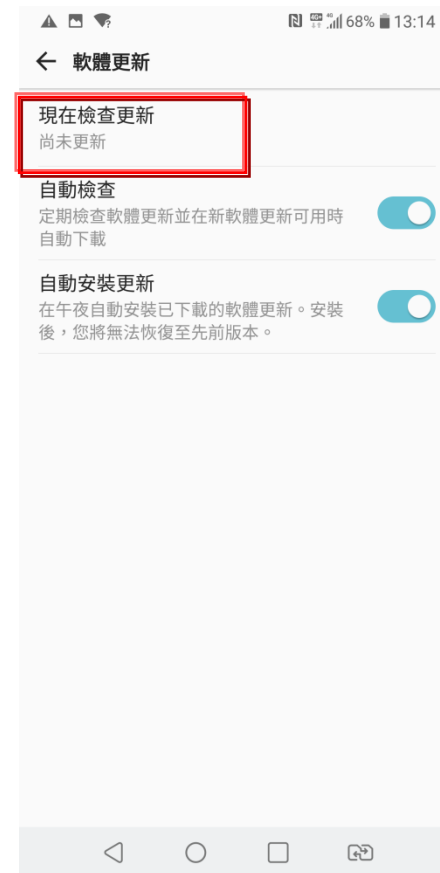 68% 13:14
軟體更新
現在檢查更新
尚未更新
自動檢查
定期檢查軟體更新並在新軟體更新可用時
自動下載
自動安裝更新
在午夜自動安裝已下載的軟體更新。安裝
後，您將無法恢復至先前版本。